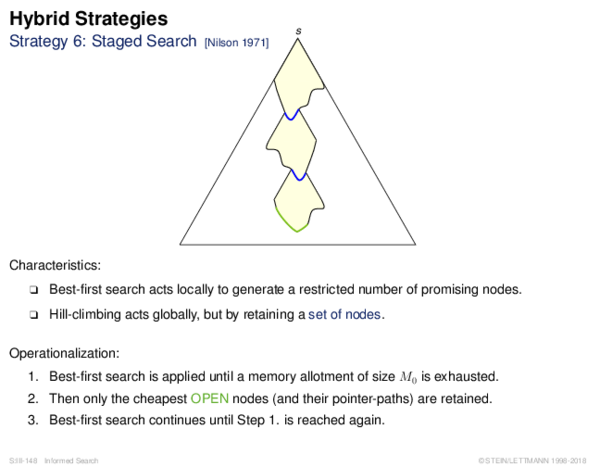 Hybrid Strategies
Strategy 6: Staged Search [Nilson 1971]
s
Characteristics:
❑ Best-first search acts locally to generate a restricted number of promising nodes.
❑ Hill-climbing acts globally, but by retaining a set of nodes.
Operationalization:
1. Best-first search is applied until a memory allotment of size M₀ is exhausted.
2. Then only the cheapest OPEN nodes (and their pointer-paths) are retained.
3. Best-first search continues until Step 1. is reached again.
S:II-148 Informed Search ©STEIN/LETTMANN 1998-2018